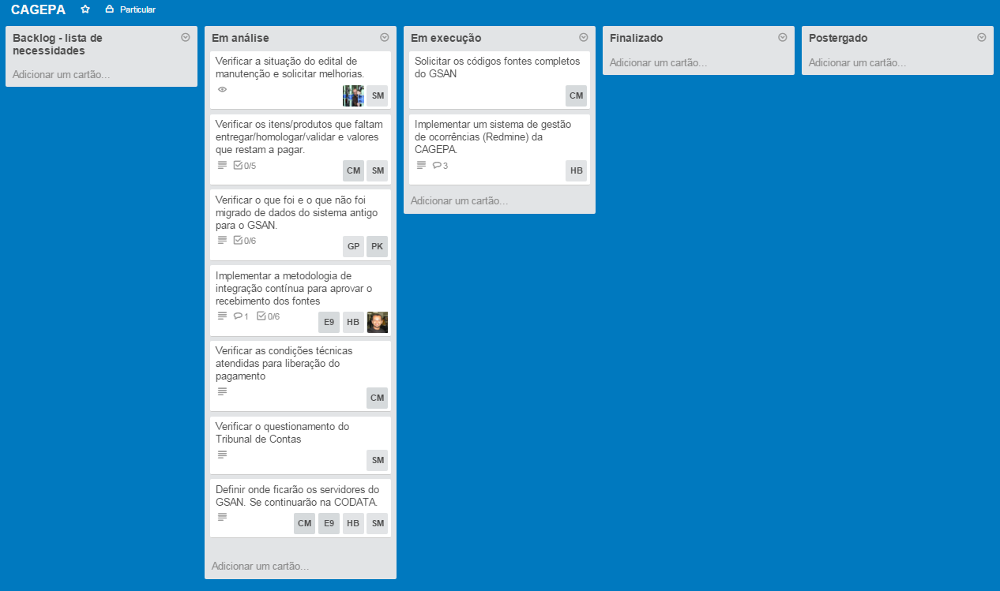 CAGEPA
Particular
Backlog - lista de
necessidades
Adicionar um cartão...
Em análise
Verificar a situação do edital de
manutenção e solicitar melhorias.
SM
Verificar os itens/produtos que faltam
entregar/homologar/validar e valores
que restam a pagar.
0/5
CM SM
Verificar o que foi e o que não foi
migrado de dados do sistema antigo
para o GSAN.
0/6
GP PK
Implementar a metodologia de
integração contínua para aprovar o
recebimento dos fontes
1 0/6
E9 HB
Verificar as condições técnicas
atendidas para liberação do
pagamento
CM
Verificar o questionamento do
Tribunal de Contas
SM
Definir onde ficarão os servidores do
GSAN. Se continuarão na CODATA.
CM E9 HB SM
Adicionar um cartão...
Em execução
Solicitar os códigos fontes completos
do GSAN
CM
Implementar um sistema de gestão
de ocorrências (Redmine) da
CAGEPA.
3
HB
Adicionar um cartão...
Finalizado
Adicionar um cartão...
Postergado
Adicionar um cartão...